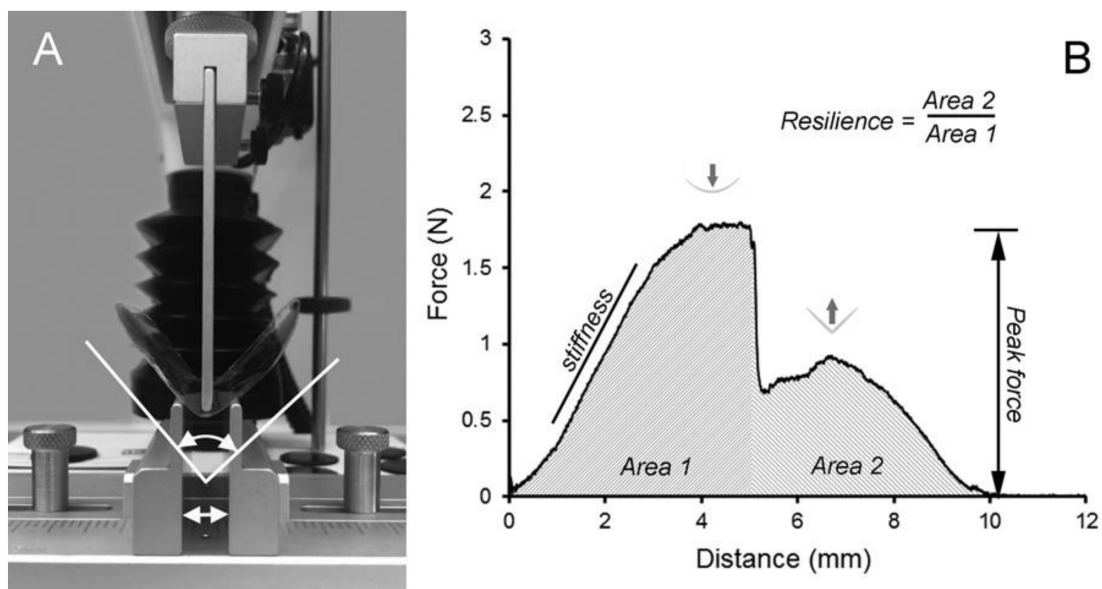 A
B
3
2.5
2
1.5
1
0.5
0
Force (N)
0 2 4 6 8 10 12
Distance (mm)
Resilience = Area 2
Area 1
stiffness
Area 1
Area 2
Peak force